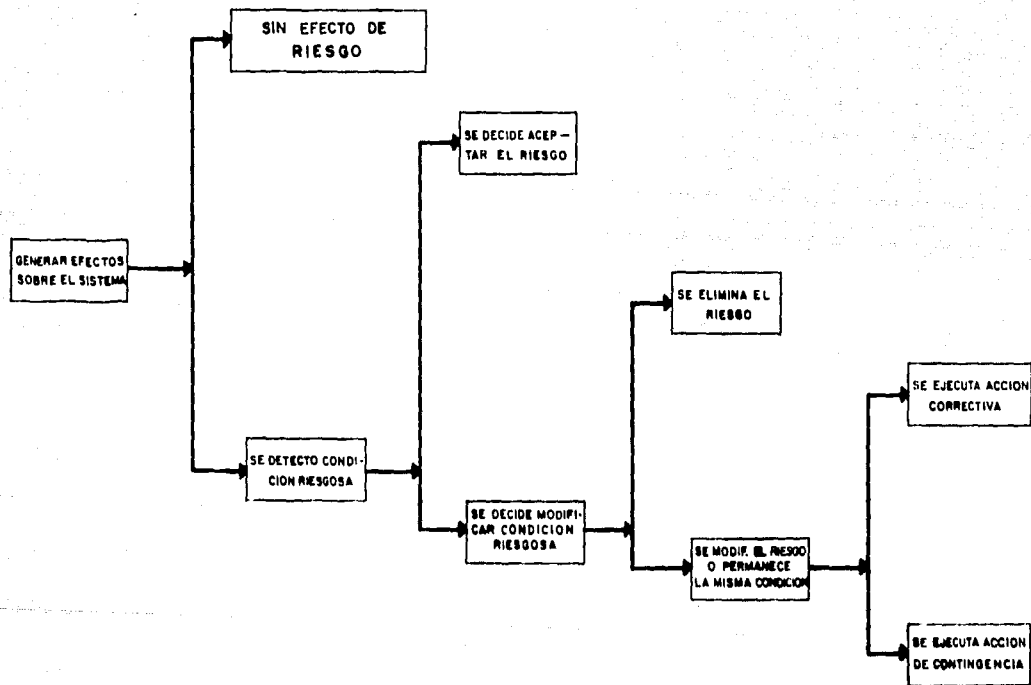 SIN EFECTO DE
RIESGO
SE DECIDE ACEP-
TAR EL RIESGO
GENERAR EFECTOS
SOBRE EL SISTEMA
SE ELIMINA EL
RIESGO
SE EJECUTA ACCION
CORRECTIVA
SE DETECTO CONDI-
CION RIESGOSA
SE DECIDE MODIFI-
CAR CONDICION
RIESGOSA
SE MODIF. EL RIESGO
O PERMANECE
LA MISMA CONDICION
SE EJECUTA ACCION
DE CONTINGENCIA